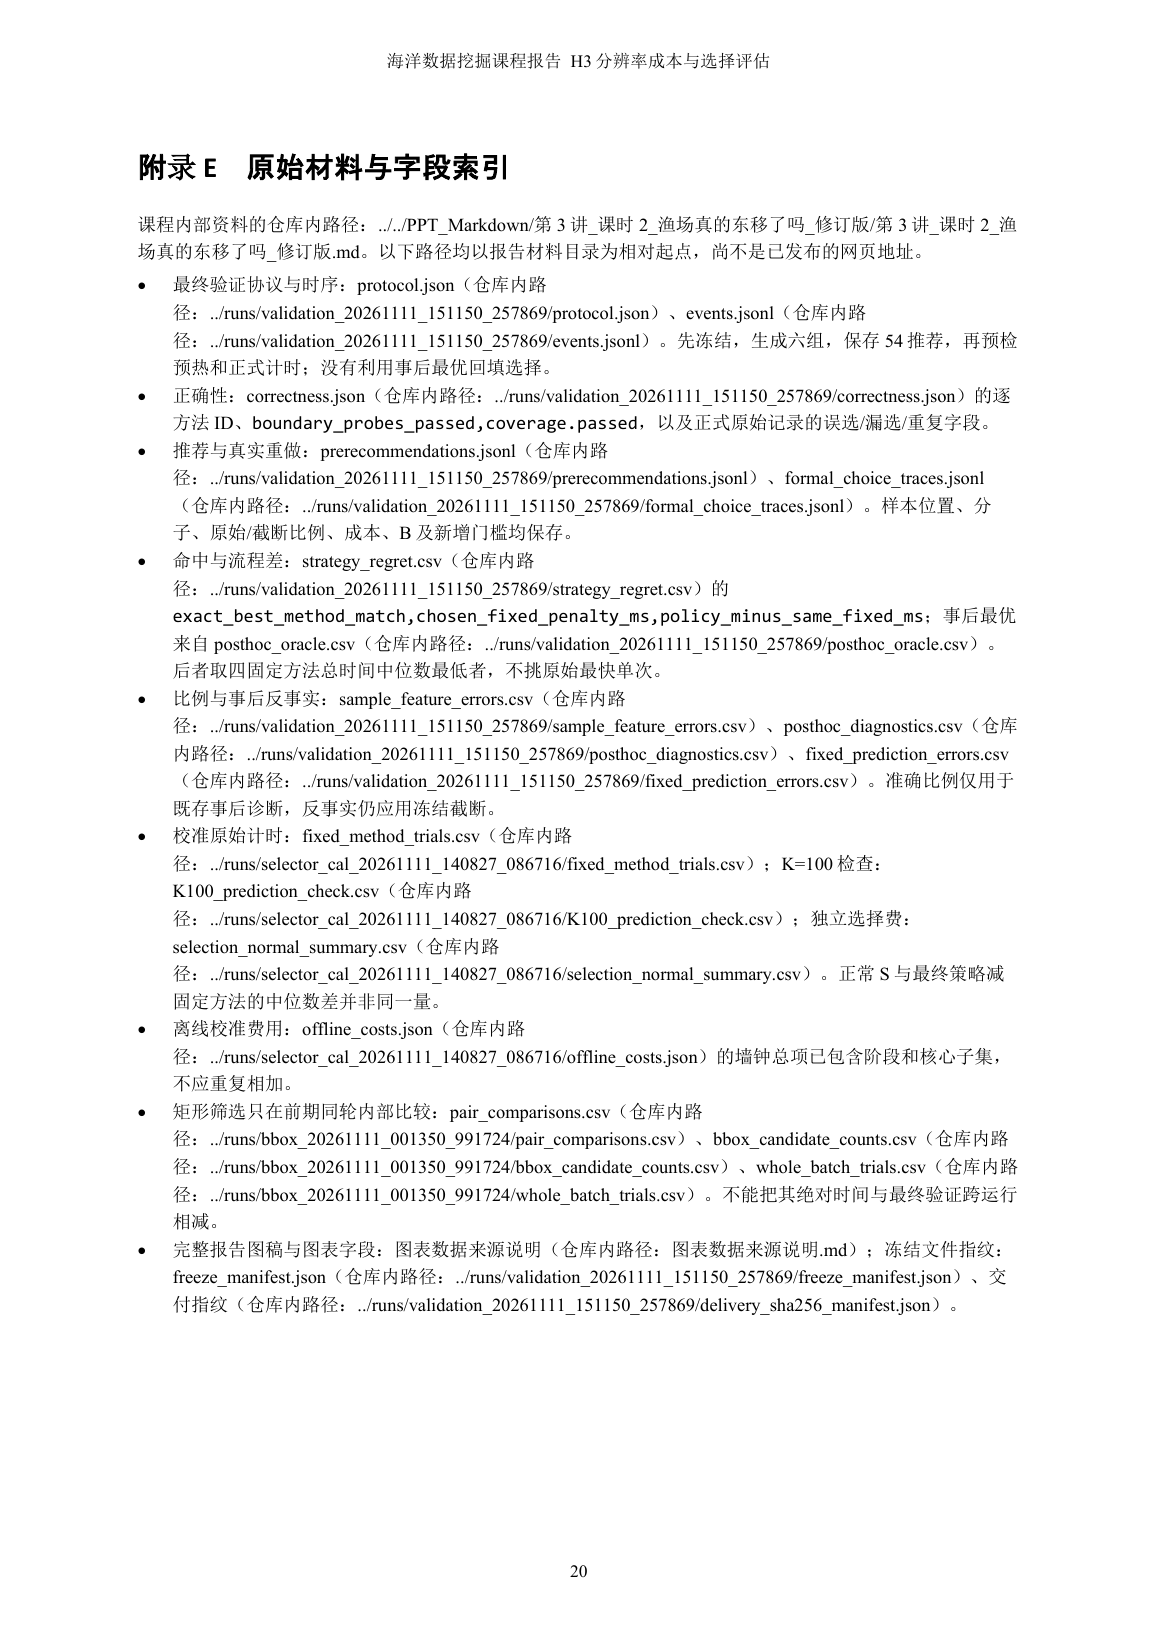 海洋数据挖掘课程报告 H3 分辨率成本与选择评估
附录 E 原始材料与字段索引
课程内部资料的仓库内路径：../../PPT_Markdown/第 3 讲_课时 2_渔场真的东移了吗_修订版/第 3 讲_课时 2_渔
场真的东移了吗_修订版.md。以下路径均以报告材料目录为相对起点，尚不是已发布的网页地址。
• 最终验证协议与时序：protocol.json（仓库内路
径：../runs/validation_20261111_151150_257869/protocol.json）、events.jsonl（仓库内路
径：../runs/validation_20261111_151150_257869/events.jsonl）。先冻结，生成六组，保存 54 推荐，再预检
预热和正式计时；没有利用事后最优回填选择。
• 正确性：correctness.json（仓库内路径：../runs/validation_20261111_151150_257869/correctness.json）的逐
方法 ID、boundary_probes_passed,coverage.passed，以及正式原始记录的误选/漏选/重复字段。
• 推荐与真实重做：prerecommendations.jsonl（仓库内路
径：../runs/validation_20261111_151150_257869/prerecommendations.jsonl）、formal_choice_traces.jsonl
（仓库内路径：../runs/validation_20261111_151150_257869/formal_choice_traces.jsonl）。样本位置、分
子、原始/截断比例、成本、B 及新增门槛均保存。
• 命中与流程差：strategy_regret.csv（仓库内路
径：../runs/validation_20261111_151150_257869/strategy_regret.csv）的
exact_best_method_match,chosen_fixed_penalty_ms,policy_minus_same_fixed_ms；事后最优
来自 posthoc_oracle.csv（仓库内路径：../runs/validation_20261111_151150_257869/posthoc_oracle.csv）。
后者取四固定方法总时间中位数最低者，不挑原始最快单次。
• 比例与事后反事实：sample_feature_errors.csv（仓库内路
径：../runs/validation_20261111_151150_257869/sample_feature_errors.csv）、posthoc_diagnostics.csv（仓库
内路径：../runs/validation_20261111_151150_257869/posthoc_diagnostics.csv）、fixed_prediction_errors.csv
（仓库内路径：../runs/validation_20261111_151150_257869/fixed_prediction_errors.csv）。准确比例仅用于
既存事后诊断，反事实仍应用冻结截断。
• 校准原始计时：fixed_method_trials.csv（仓库内路
径：../runs/selector_cal_20261111_140827_086716/fixed_method_trials.csv）；K=100 检查：
K100_prediction_check.csv（仓库内路
径：../runs/selector_cal_20261111_140827_086716/K100_prediction_check.csv）；独立选择费：
selection_normal_summary.csv（仓库内路
径：../runs/selector_cal_20261111_140827_086716/selection_normal_summary.csv）。正常 S 与最终策略减
固定方法的中位数差并非同一量。
• 离线校准费用：offline_costs.json（仓库内路
径：../runs/selector_cal_20261111_140827_086716/offline_costs.json）的墙钟总项已包含阶段和核心子集，
不应重复相加。
• 矩形筛选只在前期同轮内部比较：pair_comparisons.csv（仓库内路
径：../runs/bbox_20261111_001350_991724/pair_comparisons.csv）、bbox_candidate_counts.csv（仓库内路
径：../runs/bbox_20261111_001350_991724/bbox_candidate_counts.csv）、whole_batch_trials.csv（仓库内路
径：../runs/bbox_20261111_001350_991724/whole_batch_trials.csv）。不能把其绝对时间与最终验证跨运行
相减。
• 完整报告图稿与图表字段：图表数据来源说明（仓库内路径：图表数据来源说明.md）；冻结文件指纹：
freeze_manifest.json（仓库内路径：../runs/validation_20261111_151150_257869/freeze_manifest.json）、交
付指纹（仓库内路径：../runs/validation_20261111_151150_257869/delivery_sha256_manifest.json）。
20